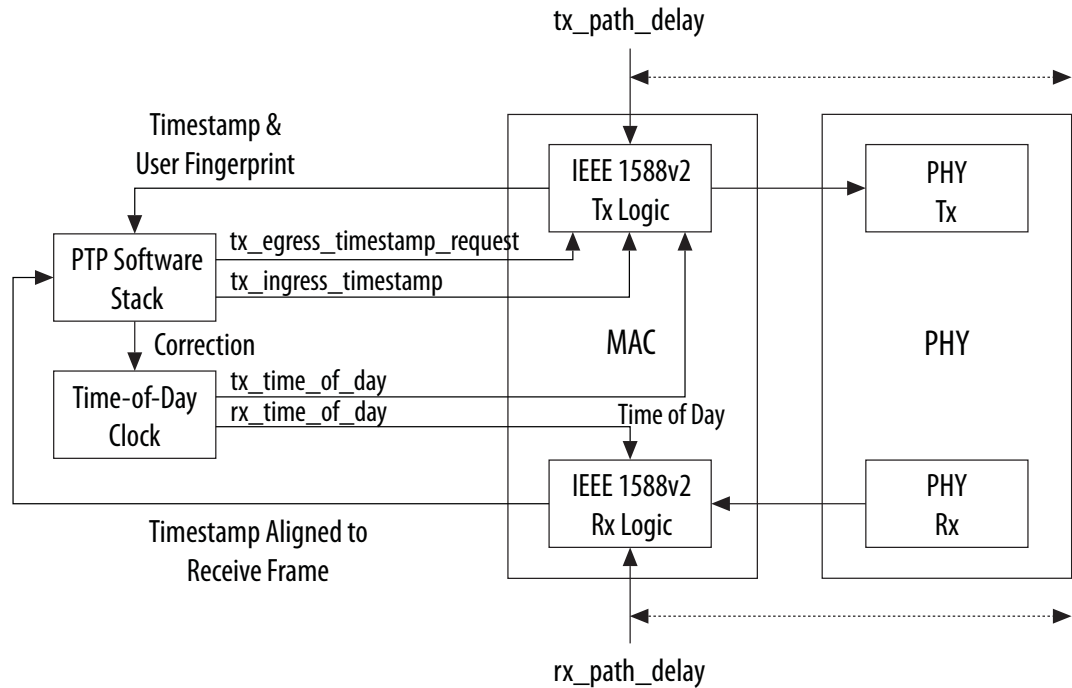 tx_path_delay
Timestamp &
User Fingerprint
IEEE 1588v2
Tx Logic
PHY
Tx
tx_egress_timestamp_request
PTP Software
Stack
tx_ingress_timestamp
MAC
PHY
Correction
tx_time_of_day
Time-of-Day
Clock
rx_time_of_day
Time of Day
IEEE 1588v2
Rx Logic
PHY
Rx
Timestamp Aligned to
Receive Frame
rx_path_delay